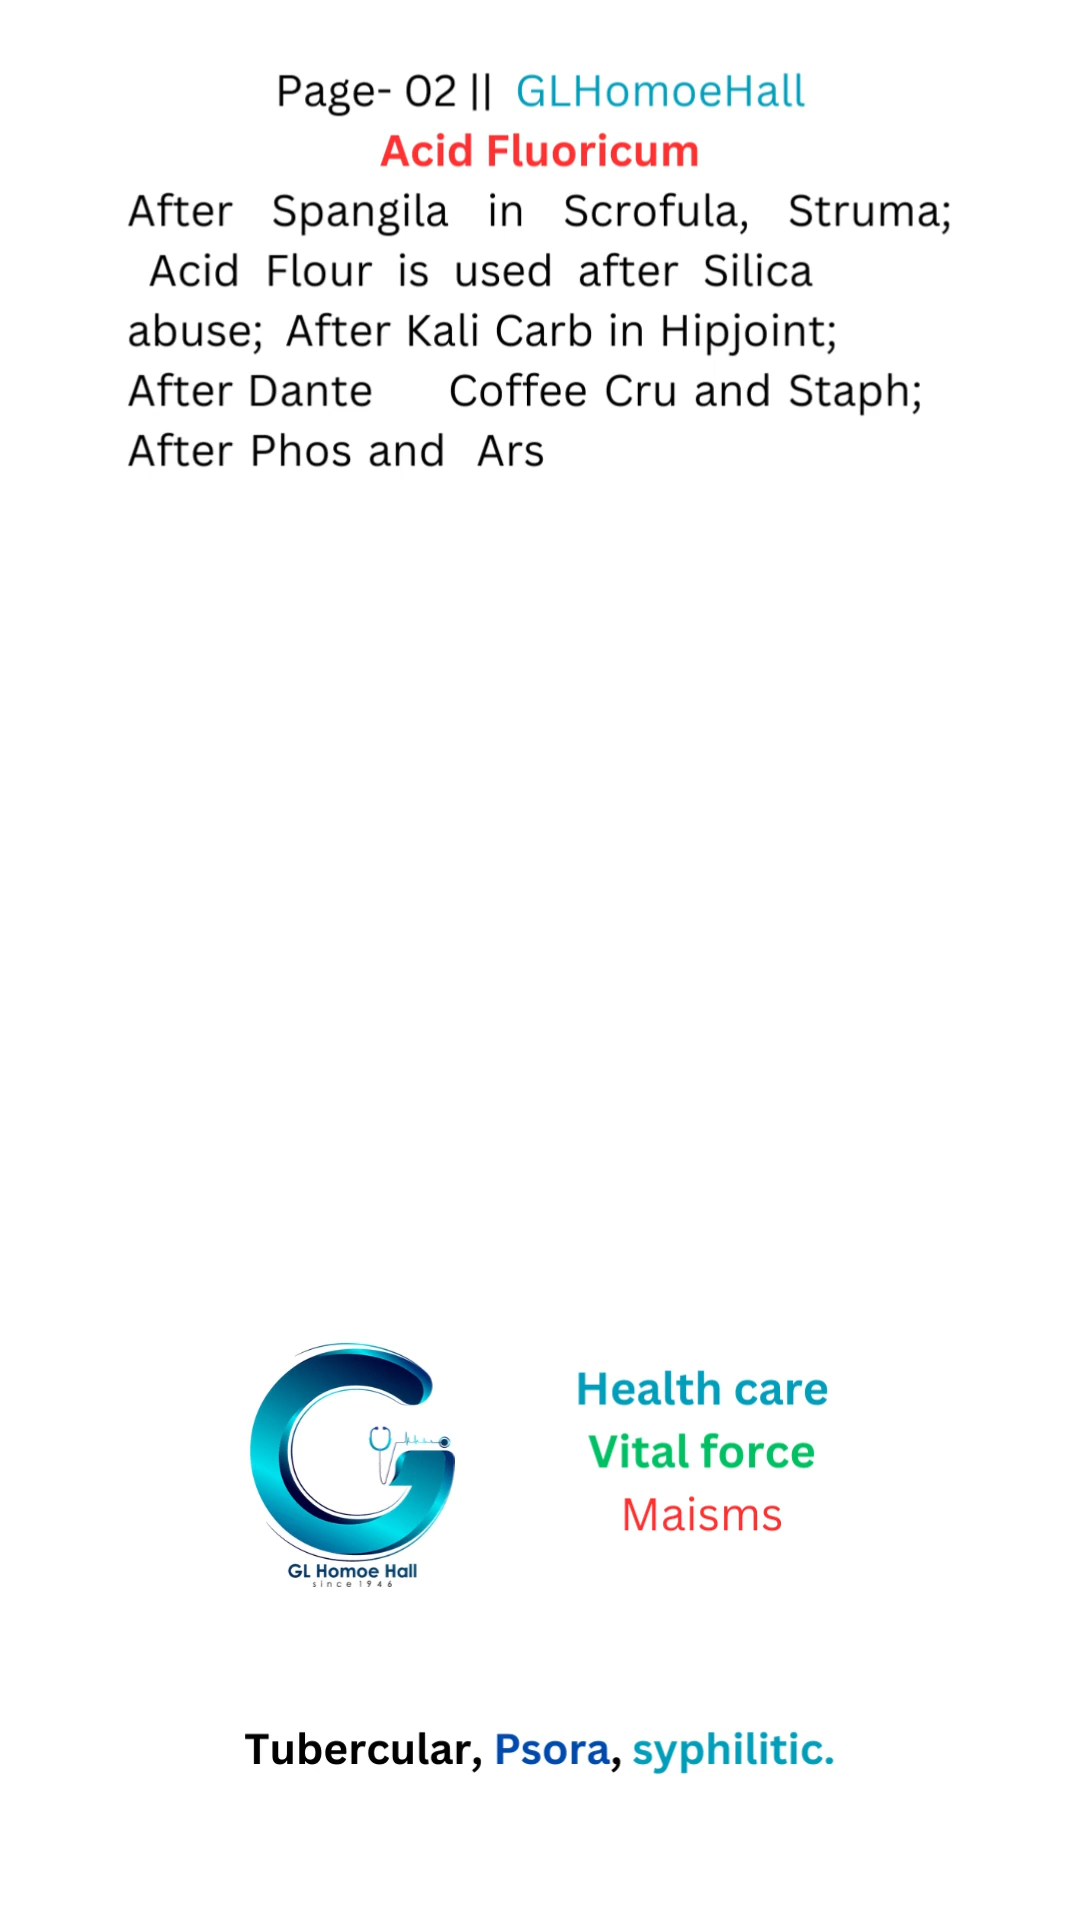 Page- 02 || GLHomoeHall
Acid Fluoricum
After Spangila in Scrofula, Struma;
Acid Flour is used after Silica
abuse; After Kali Carb in Hipjoint;
After Dante Coffee Cru and Staph;
After Phos and Ars
Health care
Vital force
Maisms
GL Homoe Hall
since 1946
Tubercular, Psora, syphilitic.